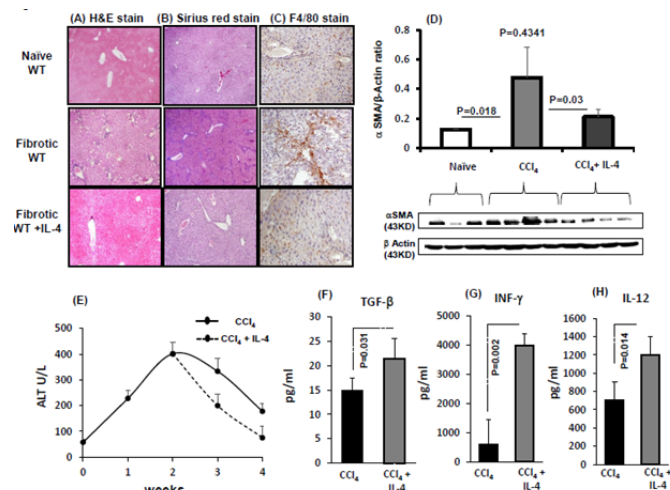 (A) H&E stain (B) Sirius red stain (C) F4/80 stain
Naïve
WT
Fibrotic
WT
Fibrotic
WT +IL-4
(D)
α SMA/β-Actin ratio
0.8
0.6
0.4
0.2
0
P=0.4341
P=0.018
P=0.03
Naïve CCl₄ CCl₄+ IL-4
αSMA
(43KD)
β Actin
(43KD)
(E)
ALT U/L
500
400
300
200
100
0
CCl₄
CCl₄ + IL-4
0 1 2 3 4
weeks
(F) TGF-β
pg/ml
30
25
20
15
10
5
0
P=0.031
CCl₄ CCl₄ +
IL-4
(G) INF-γ
pg/ml
5000
4000
3000
2000
1000
0
P=0.002
CCl₄ CCl₄ +
IL-4
(H) IL-12
pg/ml
1600
1400
1200
1000
800
600
400
200
0
P=0.014
CCl₄ CCl₄ +
IL-4